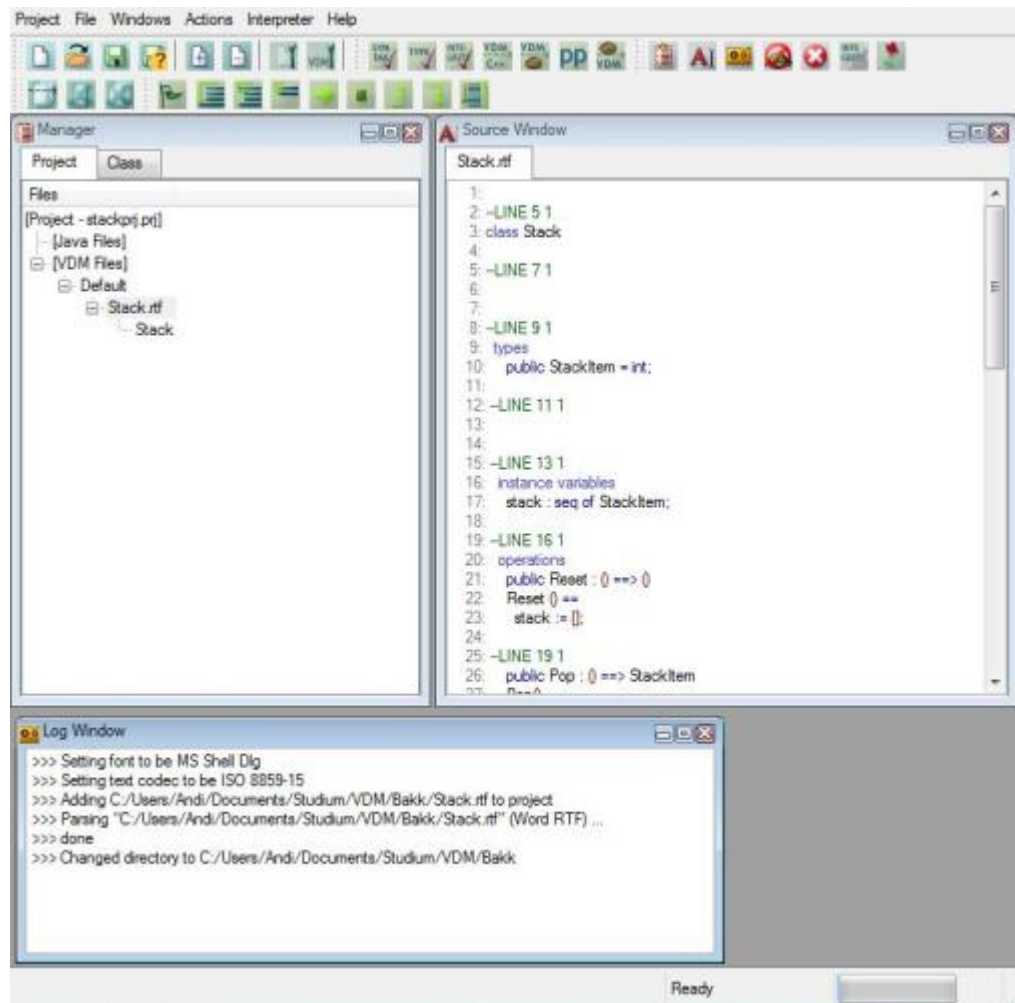 Project File Windows Actions Interpreter Help
Manager
Project Class
Files
[Project - stackprj.prj]
[Java Files]
[VDM Files]
Default
Stack.rtf
Stack
Source Window
Stack.rtf
1:
2: --LINE 5 1
3: class Stack
4:
5: --LINE 7 1
6:
7:
8: --LINE 9 1
9: types
10: public StackItem = int;
11:
12: --LINE 11 1
13:
14:
15: --LINE 13 1
16: instance variables
17: stack : seq of StackItem;
18:
19: --LINE 16 1
20: operations
21: public Reset : () ==> ()
22: Reset () ==
23: stack := [];
24:
25: --LINE 19 1
26: public Pop : () ==> StackItem
Log Window
>>> Setting font to be MS Shell Dlg
>>> Setting text codec to be ISO 8859-15
>>> Adding C:/Users/Andi/Documents/Studium/VDM/Bakk/Stack.rtf to project
>>> Parsing "C:/Users/Andi/Documents/Studium/VDM/Bakk/Stack.rtf" (Word RTF) ...
>>> done
>>> Changed directory to C:/Users/Andi/Documents/Studium/VDM/Bakk
Ready